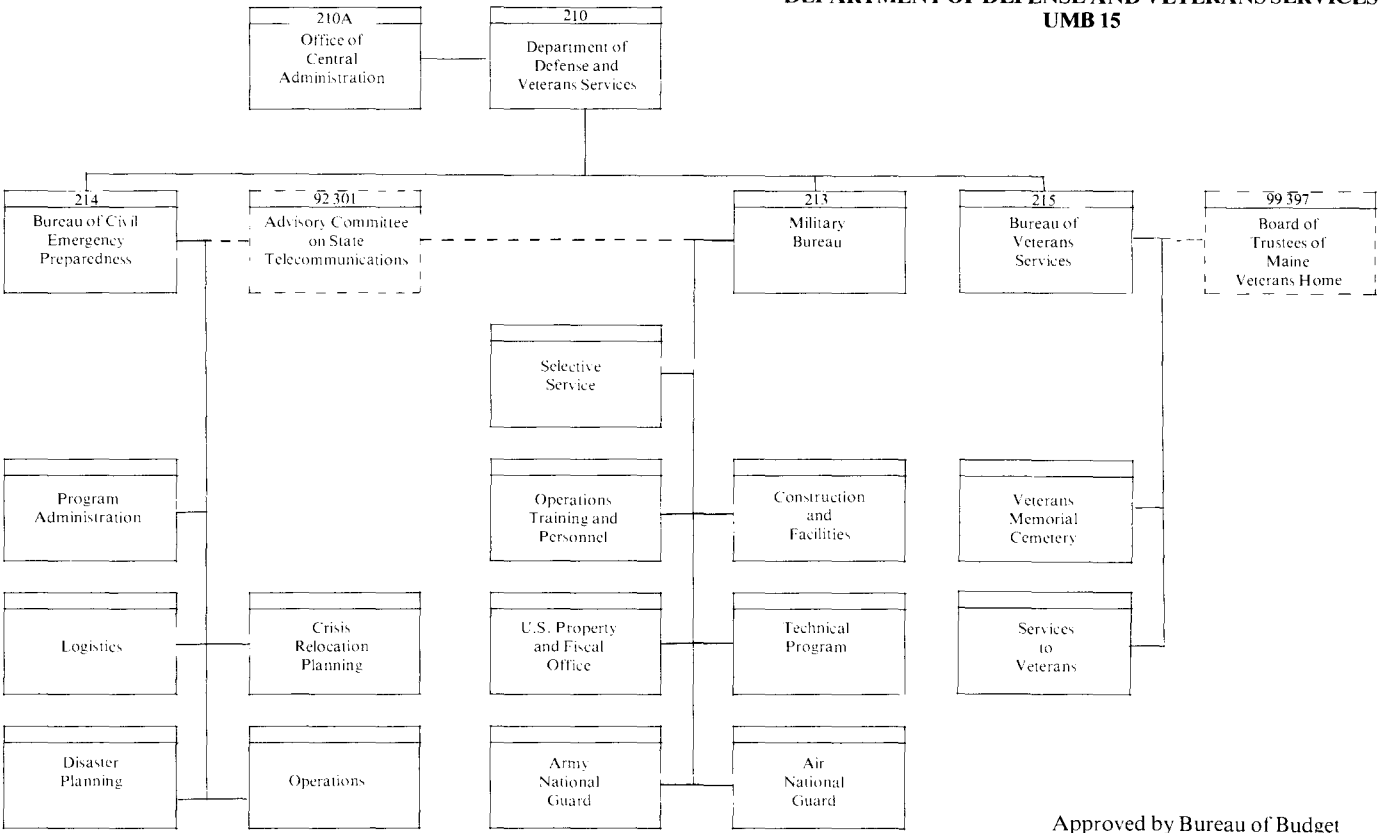 DEPARTMENT OF DEFENSE AND VETERANS SERVICES
UMB 15
210A
Office of
Central
Administration
210
Department of
Defense and
Veterans Services
214
Bureau of Civil
Emergency
Preparedness
92 301
Advisory Committee
on State
Telecommunications
213
Military
Bureau
215
Bureau of
Veterans
Services
99 397
Board of
Trustees of
Maine
Veterans Home
Selective
Service
Program
Administration
Operations
Training and
Personnel
Construction
and
Facilities
Veterans
Memorial
Cemetery
Logistics
Crisis
Relocation
Planning
U.S. Property
and Fiscal
Office
Technical
Program
Services
to
Veterans
Disaster
Planning
Operations
Army
National
Guard
Air
National
Guard
Approved by Bureau of Budget